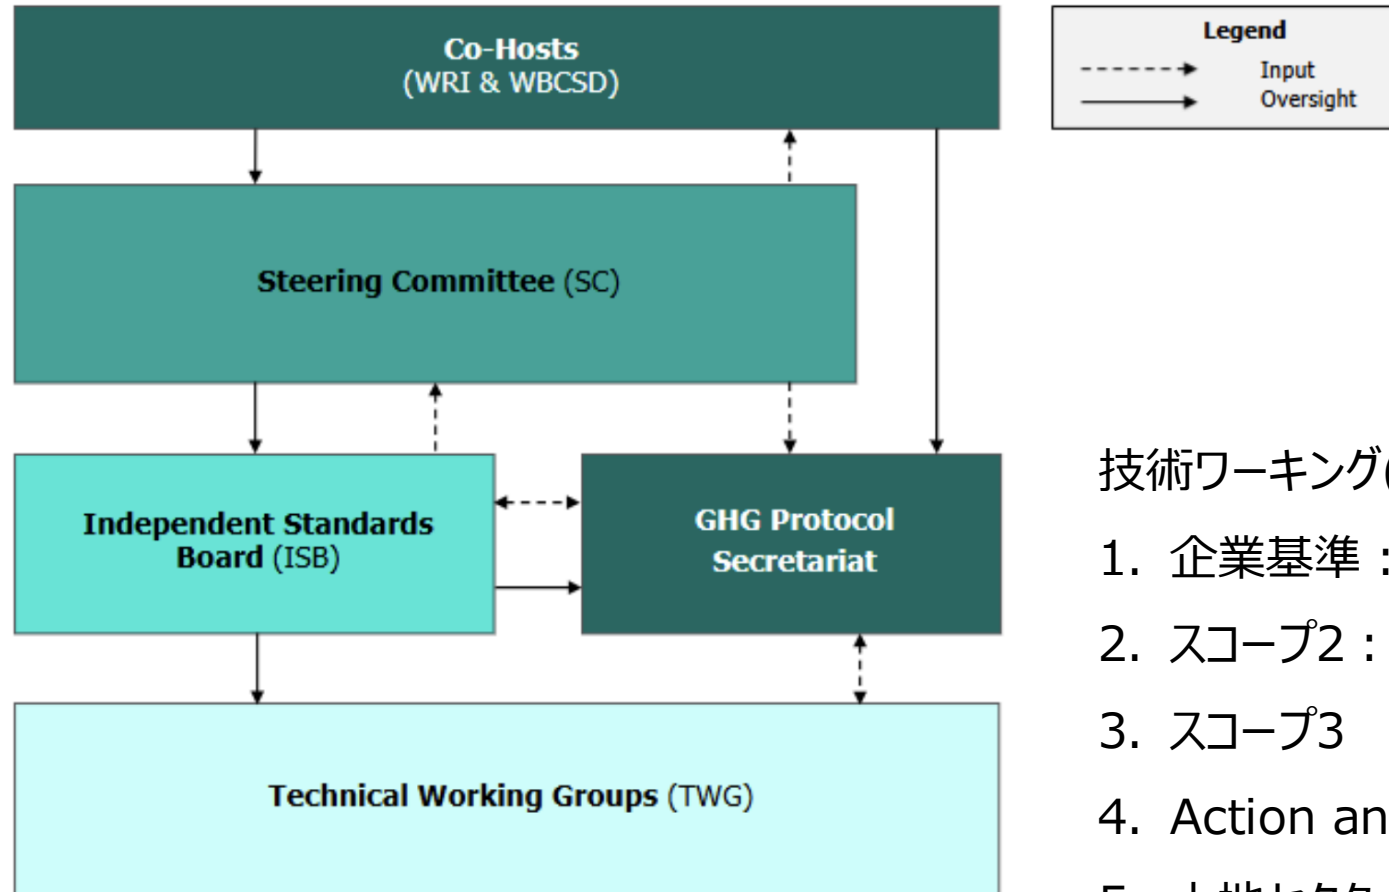 Co-Hosts
(WRI & WBCSD)
Legend
Input
Oversight
Steering Committee (SC)
Independent Standards
Board (ISB)
GHG Protocol
Secretariat
Technical Working Groups (TWG)
技術ワーキング(
1. 企業基準：
2. スコープ2：
3. スコープ3
4. Action an